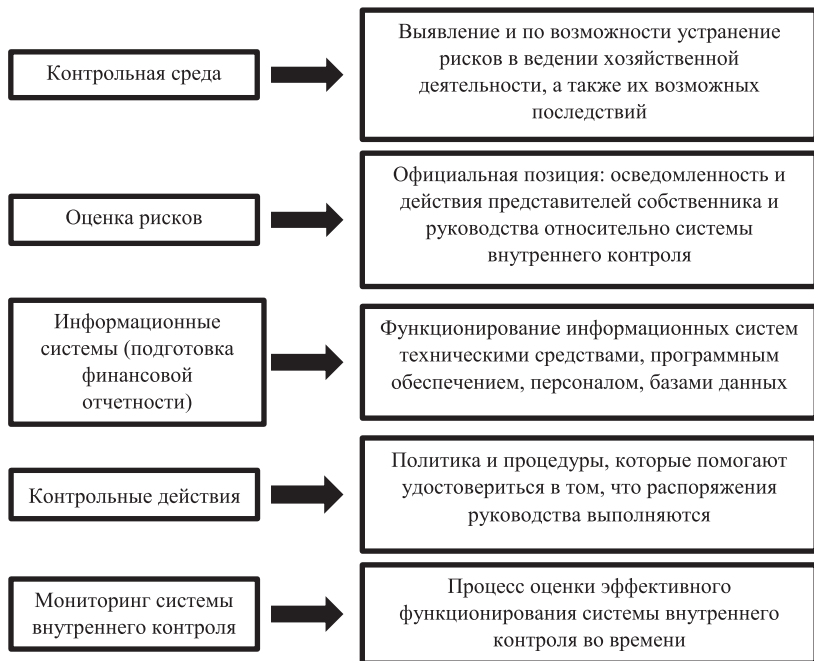 Контрольная среда
Выявление и по возможности устранение
рисков в ведении хозяйственной
деятельности, а также их возможных
последствий
Оценка рисков
Официальная позиция: осведомленность и
действия представителей собственника и
руководства относительно системы
внутреннего контроля
Информационные
системы (подготовка
финансовой
отчетности)
Функционирование информационных систем
техническими средствами, программным
обеспечением, персоналом, базами данных
Контрольные действия
Политика и процедуры, которые помогают
удостовериться в том, что распоряжения
руководства выполняются
Мониторинг системы
внутреннего контроля
Процесс оценки эффективного
функционирования системы внутреннего
контроля во времени